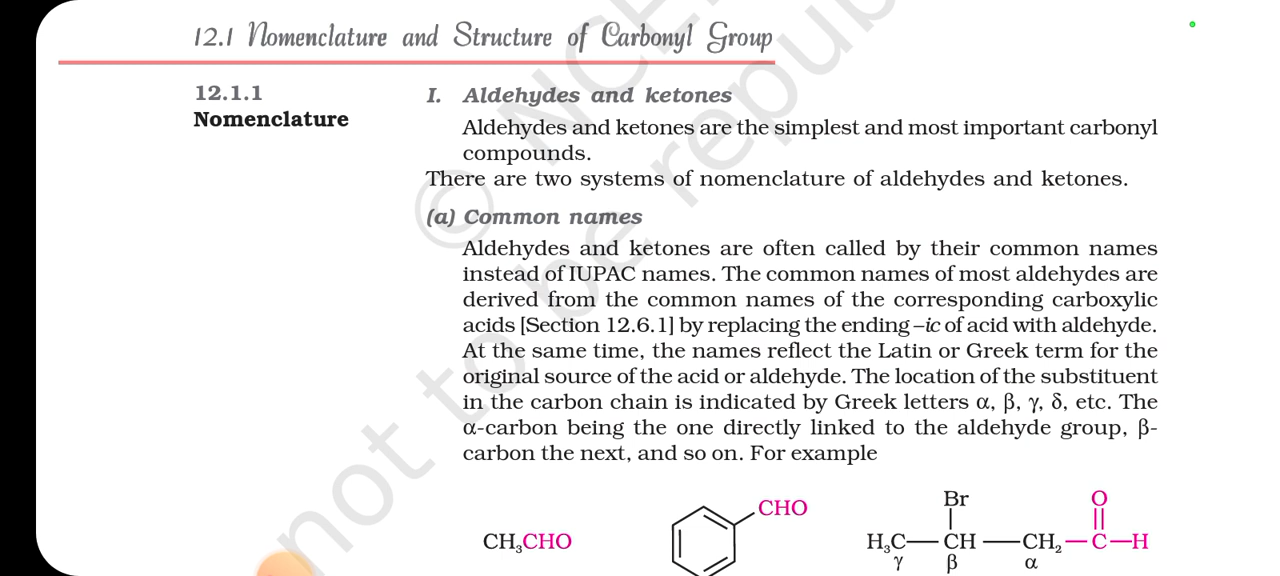 12.1 Nomenclature and Structure of Carbonyl Group
12.1.1
Nomenclature
I. Aldehydes and ketones
Aldehydes and ketones are the simplest and most important carbonyl
compounds.
There are two systems of nomenclature of aldehydes and ketones.
(a) Common names
Aldehydes and ketones are often called by their common names
instead of IUPAC names. The common names of most aldehydes are
derived from the common names of the corresponding carboxylic
acids [Section 12.6.1] by replacing the ending –ic of acid with aldehyde.
At the same time, the names reflect the Latin or Greek term for the
original source of the acid or aldehyde. The location of the substituent
in the carbon chain is indicated by Greek letters α, β, γ, δ, etc. The
α-carbon being the one directly linked to the aldehyde group, β-
carbon the next, and so on. For example
CH₃CHO
CHO
Br
O
H₃C—CH—CH₂—C—H
γ β α
© NCE
not to be repub